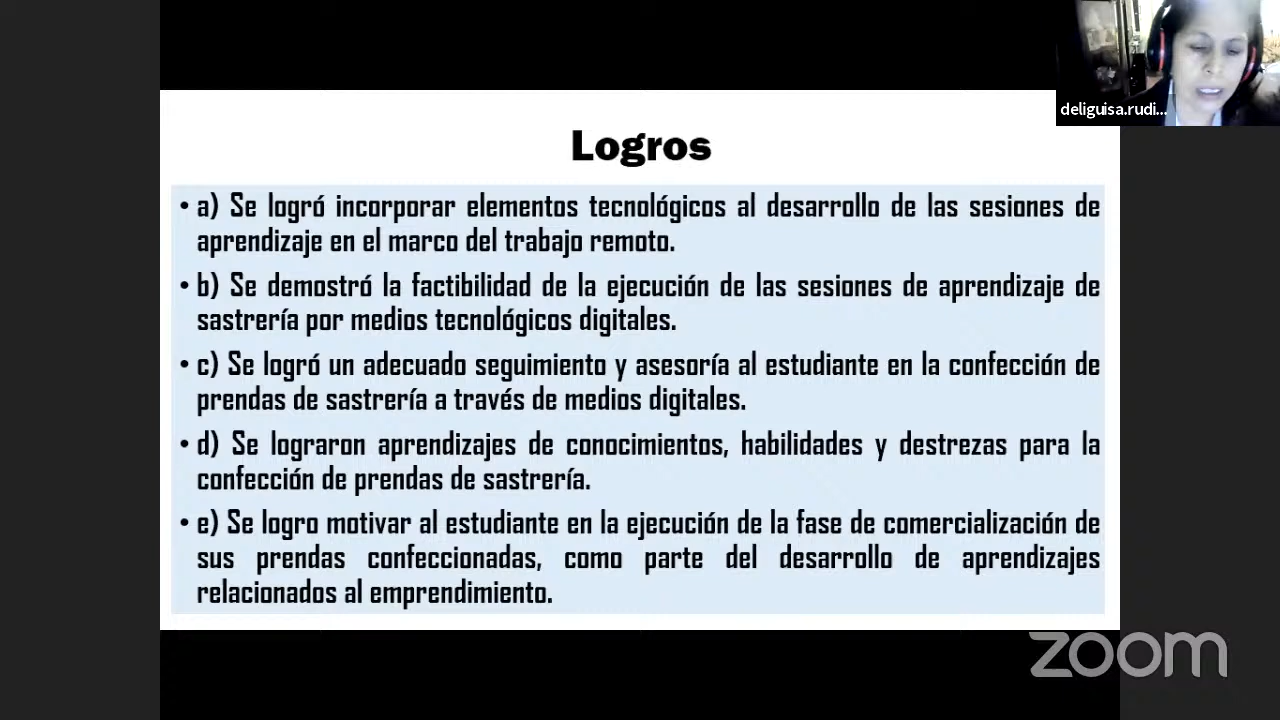 deliguisa.rudi...
Logros
• a) Se logró incorporar elementos tecnológicos al desarrollo de las sesiones de
aprendizaje en el marco del trabajo remoto.
• b) Se demostró la factibilidad de la ejecución de las sesiones de aprendizaje de
sastrería por medios tecnológicos digitales.
• c) Se logró un adecuado seguimiento y asesoría al estudiante en la confección de
prendas de sastrería a través de medios digitales.
• d) Se lograron aprendizajes de conocimientos, habilidades y destrezas para la
confección de prendas de sastrería.
• e) Se logro motivar al estudiante en la ejecución de la fase de comercialización de
sus prendas confeccionadas, como parte del desarrollo de aprendizajes
relacionados al emprendimiento.
zoom